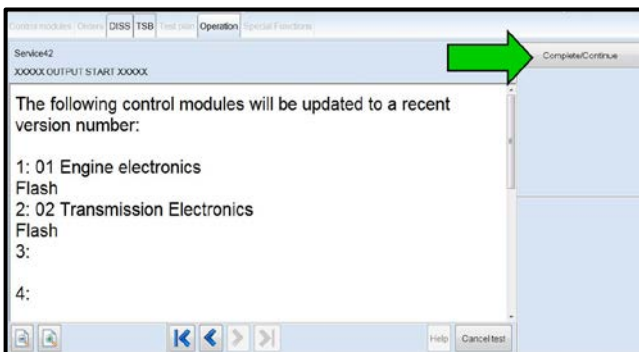 Control modules Orders DISS TSB Test plan Operation Special Functions
Service42
XXXXX OUTPUT START XXXXX
Complete/Continue
The following control modules will be updated to a recent
version number:
1: 01 Engine electronics
Flash
2: 02 Transmission Electronics
Flash
3:
4:
Help Cancel test